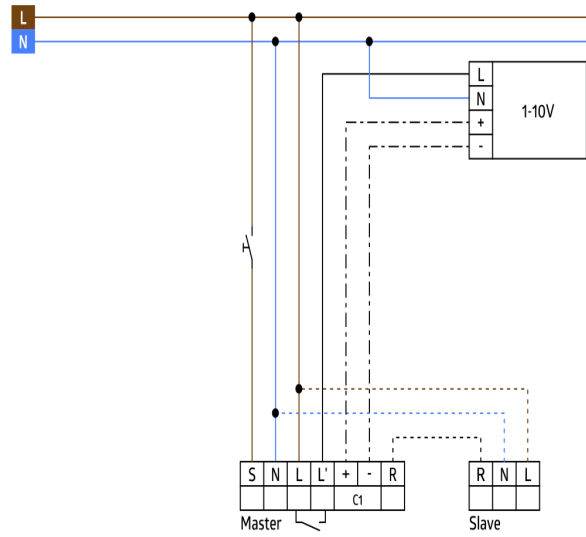 L
N
L
N
+
-
1-10V
S N L L' + - R
C1
R N L
Master
Slave